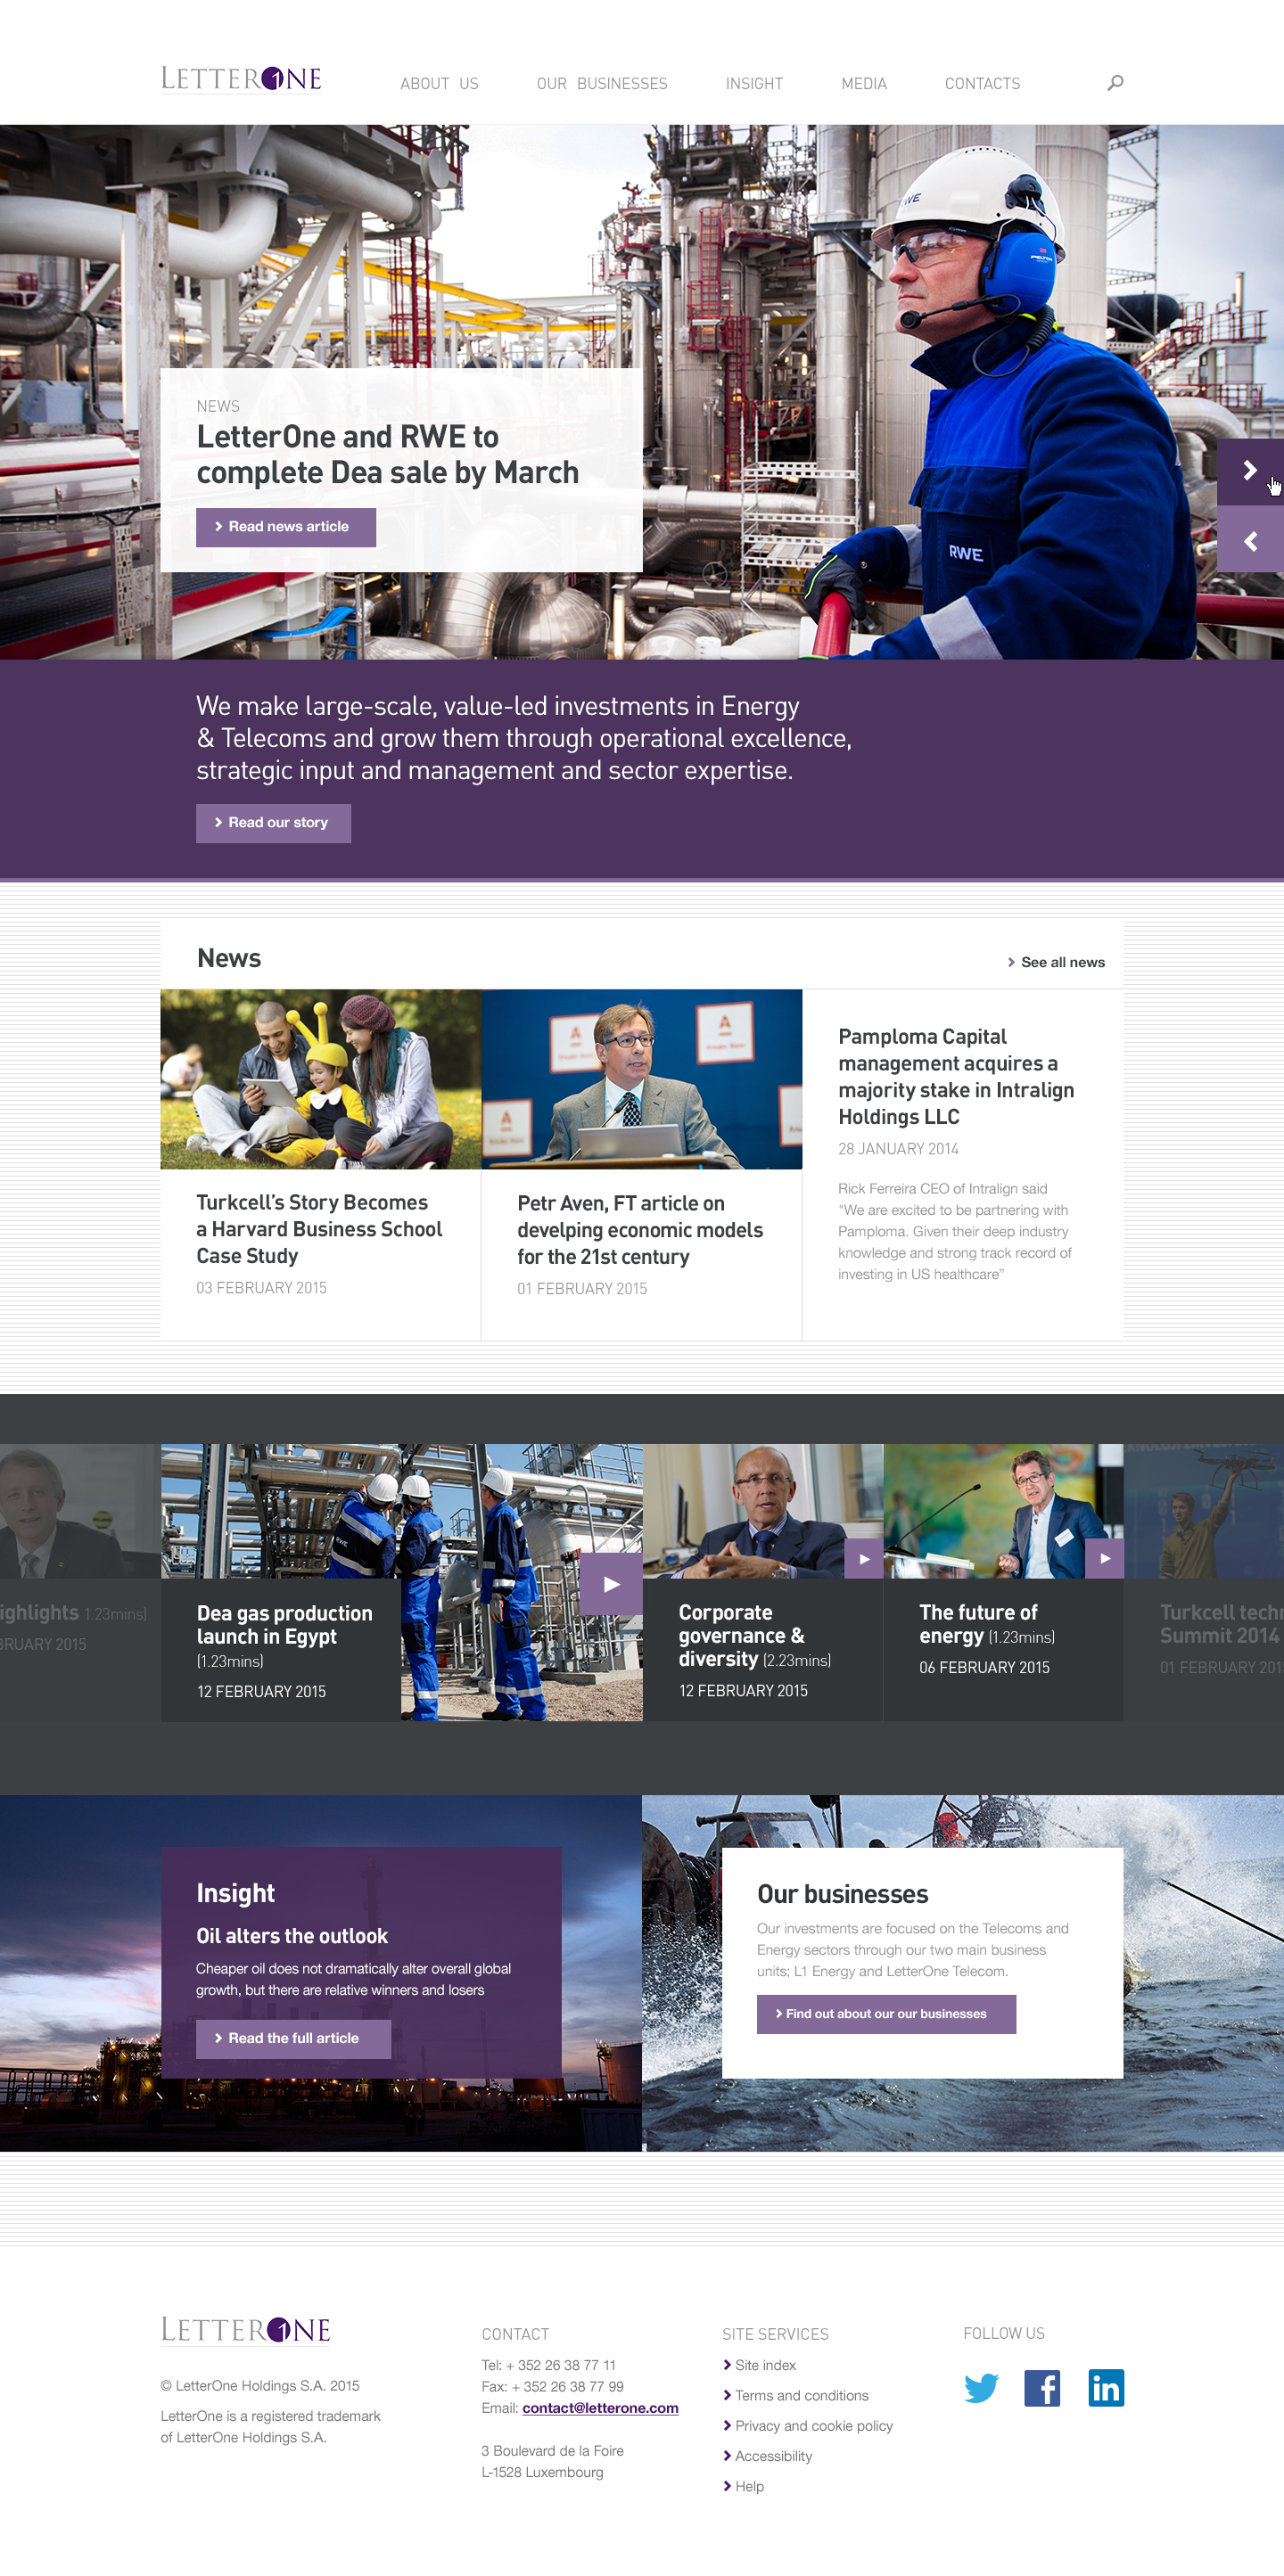 LETTERONE
ABOUT US
OUR BUSINESSES
INSIGHT
MEDIA
CONTACTS
RWE
PELTOR
RWE
NEWS
LetterOne and RWE to
complete Dea sale by March
Read news article
We make large-scale, value-led investments in Energy
& Telecoms and grow them through operational excellence,
strategic input and management and sector expertise.
Read our story
News
See all news
Turkcell’s Story Becomes
a Harvard Business School
Case Study
03 FEBRUARY 2015
Petr Aven, FT article on
develping economic models
for the 21st century
01 FEBRUARY 2015
Pamploma Capital
management acquires a
majority stake in Intralign
Holdings LLC
28 JANUARY 2014
Rick Ferreira CEO of Intralign said
"We are excited to be partnering with
Pamploma. Given their deep industry
knowledge and strong track record of
investing in US healthcare”
ighlights 1.23mins)
BRUARY 2015
Dea gas production
launch in Egypt
(1.23mins)
12 FEBRUARY 2015
Corporate
governance &
diversity (2.23mins)
12 FEBRUARY 2015
The future of
energy (1.23mins)
06 FEBRUARY 2015
Turkcell tech
Summit 2014
01 FEBRUARY 201
Insight
Oil alters the outlook
Cheaper oil does not dramatically alter overall global
growth, but there are relative winners and losers
Read the full article
Our businesses
Our investments are focused on the Telecoms and
Energy sectors through our two main business
units; L1 Energy and LetterOne Telecom.
Find out about our our businesses
LETTERONE
© LetterOne Holdings S.A. 2015
LetterOne is a registered trademark
of LetterOne Holdings S.A.
CONTACT
Tel: + 352 26 38 77 11
Fax: + 352 26 38 77 99
Email: contact@letterone.com
3 Boulevard de la Foire
L-1528 Luxembourg
SITE SERVICES
Site index
Terms and conditions
Privacy and cookie policy
Accessibility
Help
FOLLOW US